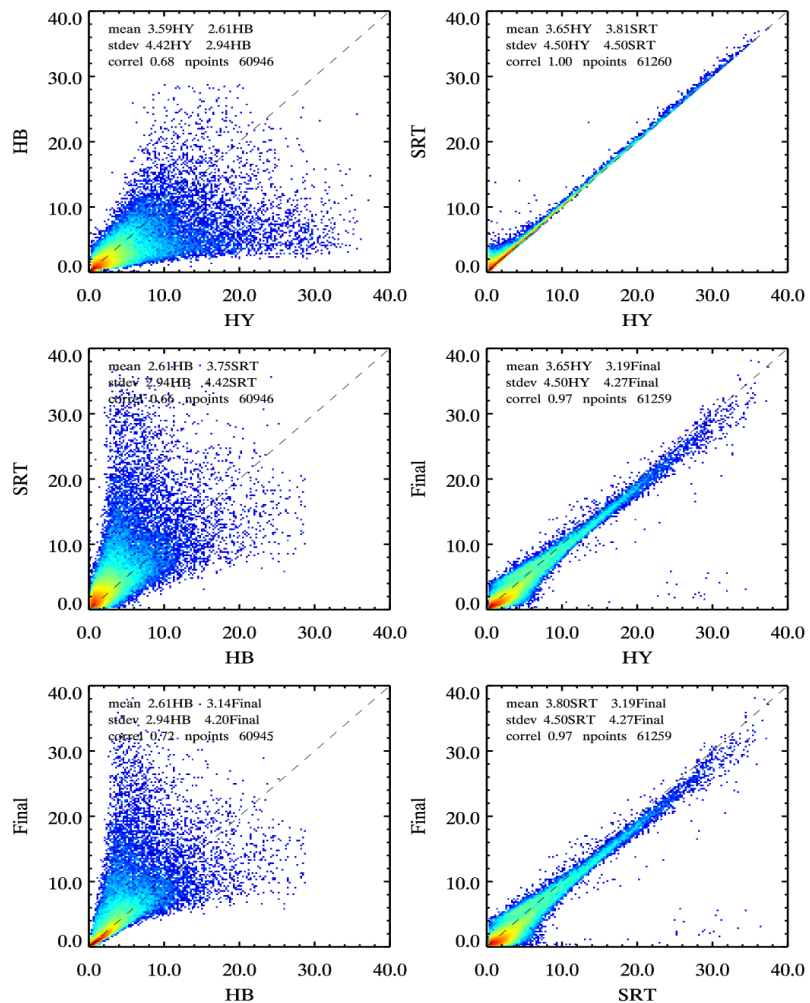 40.0
mean 3.59HY 2.61HB
stdev 4.42HY 2.94HB
correl 0.68 npoints 60946
30.0
HB
20.0
10.0
0.0
0.0 10.0 20.0 30.0 40.0
HY
40.0
mean 3.65HY 3.81SRT
stdev 4.50HY 4.50SRT
correl 1.00 npoints 61260
30.0
SRT
20.0
10.0
0.0
0.0 10.0 20.0 30.0 40.0
HY
40.0
mean 2.61HB 3.75SRT
stdev 2.94HB 4.42SRT
correl 0.66 npoints 60946
30.0
SRT
20.0
10.0
0.0
0.0 10.0 20.0 30.0 40.0
HB
40.0
mean 3.65HY 3.19Final
stdev 4.50HY 4.27Final
correl 0.97 npoints 61259
30.0
Final
20.0
10.0
0.0
0.0 10.0 20.0 30.0 40.0
HY
40.0
mean 2.61HB 3.14Final
stdev 2.94HB 4.20Final
correl 0.72 npoints 60945
30.0
Final
20.0
10.0
0.0
0.0 10.0 20.0 30.0 40.0
HB
40.0
mean 3.80SRT 3.19Final
stdev 4.50SRT 4.27Final
correl 0.97 npoints 61259
30.0
Final
20.0
10.0
0.0
0.0 10.0 20.0 30.0 40.0
SRT